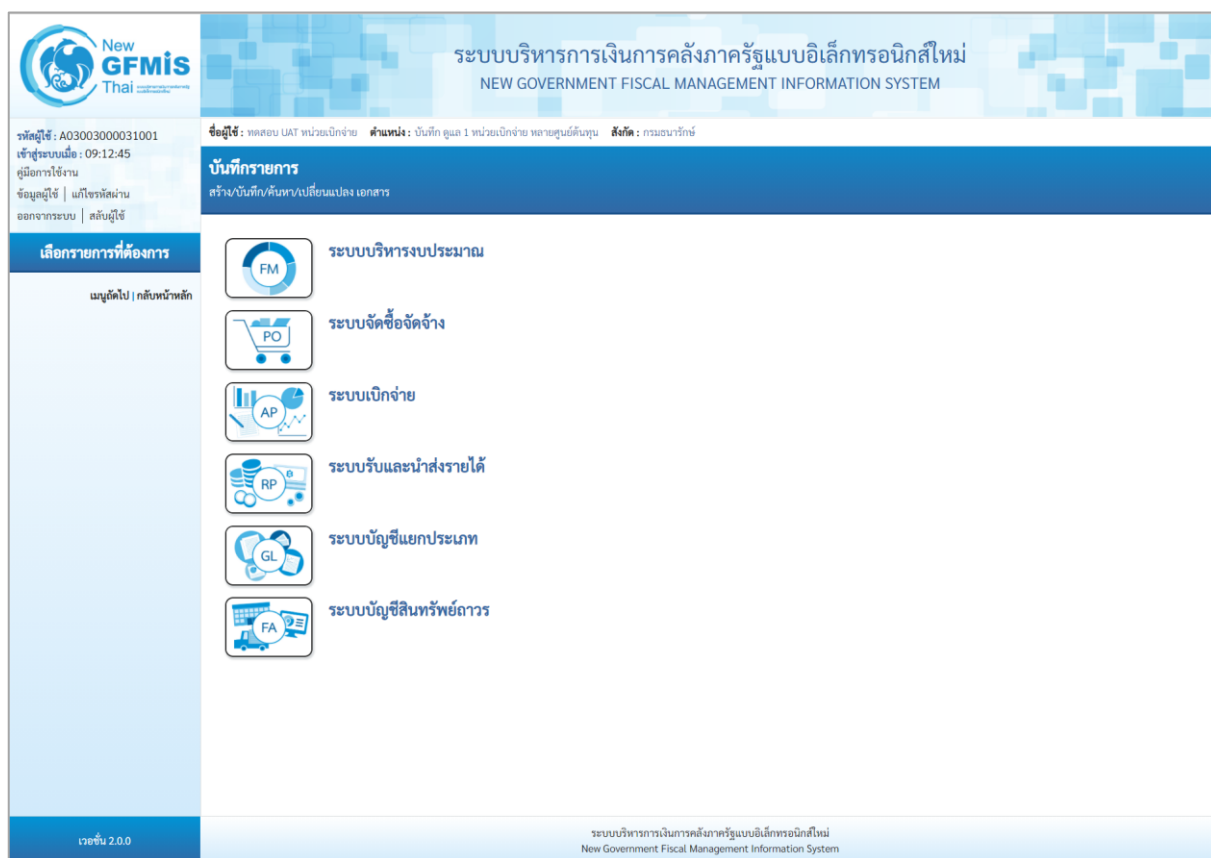 New
GFMiS
Thai
ระบบบริหารการเงินการคลังภาครัฐแบบอิเล็กทรอนิกส์ใหม่
NEW GOVERNMENT FISCAL MANAGEMENT INFORMATION SYSTEM
รหัสผู้ใช้ : A03003000031001
เข้าสู่ระบบเมื่อ : 09:12:45
คู่มือการใช้งาน
ข้อมูลผู้ใช้ | แก้ไขรหัสผ่าน
ออกจากระบบ | สลับผู้ใช้
ชื่อผู้ใช้ : ทดสอบ UAT หน่วยเบิกจ่าย ตำแหน่ง : บันทึก ดูแล 1 หน่วยเบิกจ่าย หลายศูนย์ต้นทุน สังกัด : กรมธนารักษ์
บันทึกรายการ
สร้าง/บันทึก/ค้นหา/เปลี่ยนแปลง เอกสาร
เลือกรายการที่ต้องการ
เมนูถัดไป | กลับหน้าหลัก
FM
ระบบบริหารงบประมาณ
PO
ระบบจัดซื้อจัดจ้าง
AP
ระบบเบิกจ่าย
RP
ระบบรับและนำส่งรายได้
GL
ระบบบัญชีแยกประเภท
FA
ระบบบัญชีสินทรัพย์ถาวร
เวอชั่น 2.0.0
ระบบบริหารการเงินการคลังภาครัฐแบบอิเล็กทรอนิกส์ใหม่
New Government Fiscal Management Information System